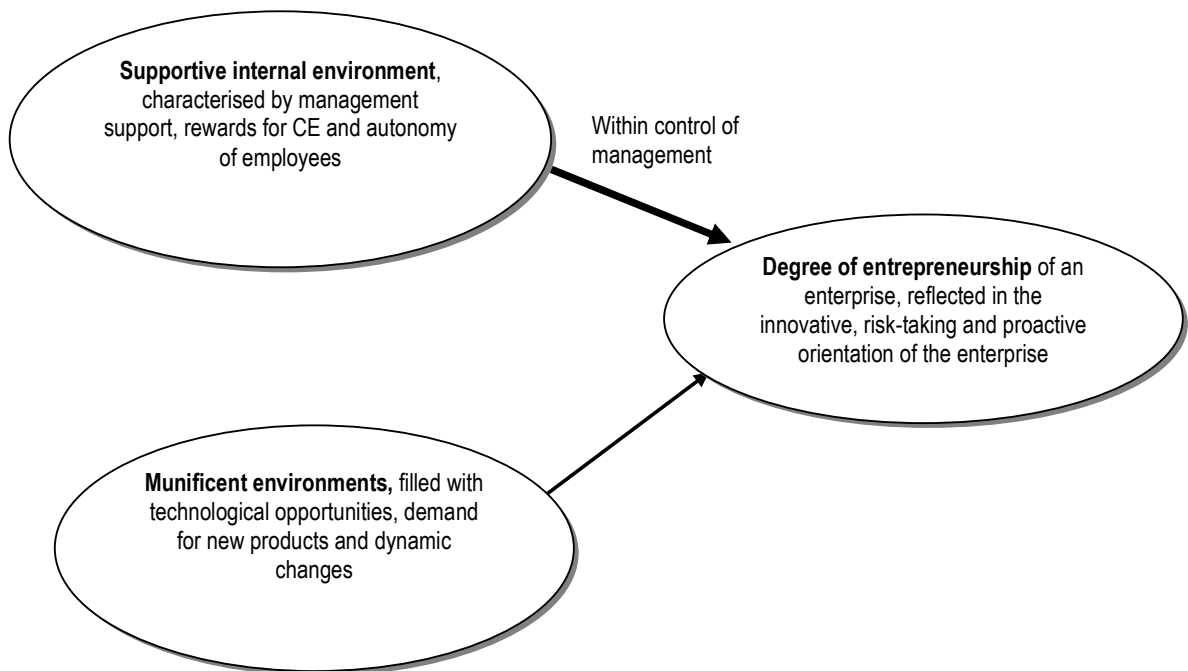 Supportive internal environment,
characterised by management
support, rewards for CE and autonomy
of employees
Within control of
management
Degree of entrepreneurship of an
enterprise, reflected in the
innovative, risk-taking and proactive
orientation of the enterprise
Munificent environments, filled with
technological opportunities, demand
for new products and dynamic
changes